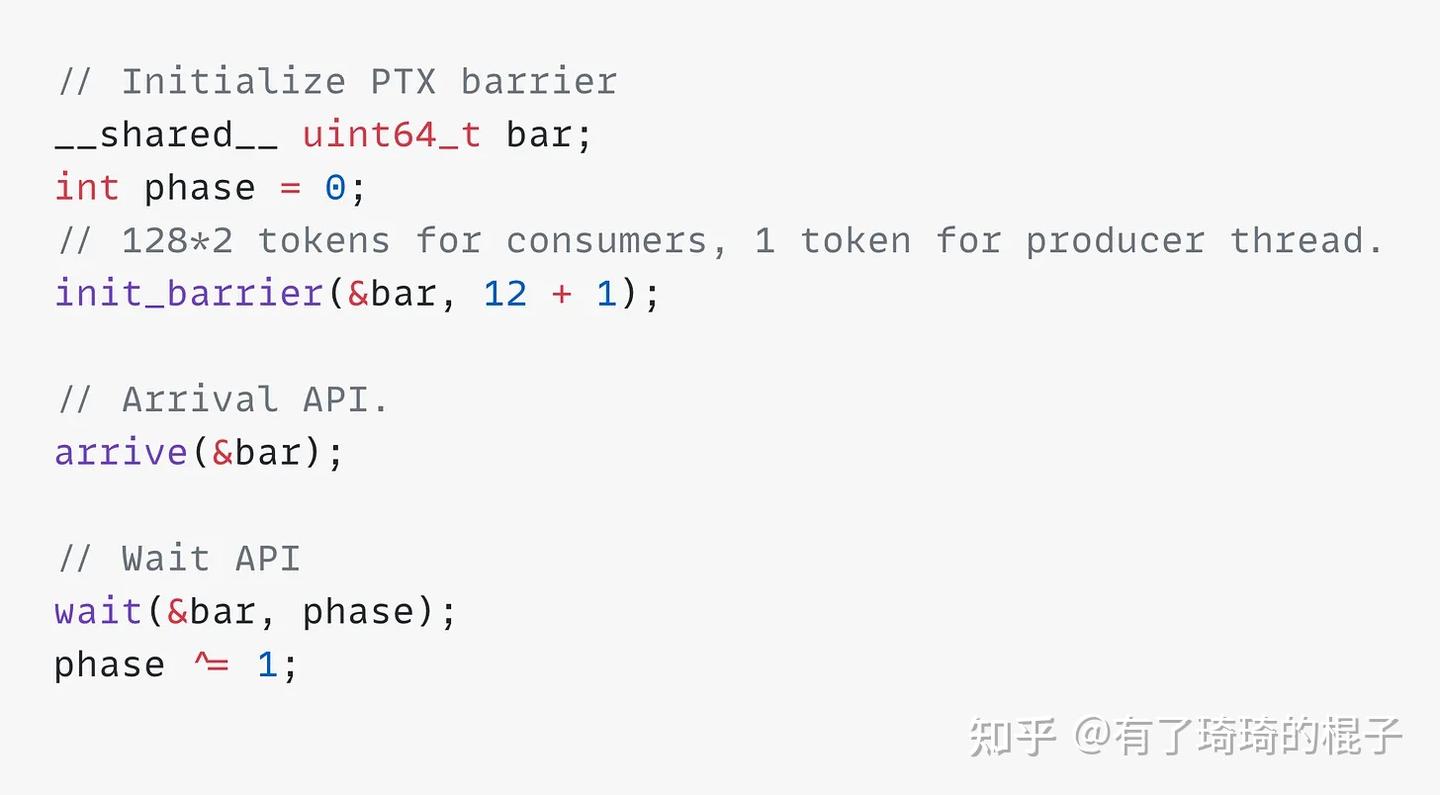 // Initialize PTX barrier
__shared__ uint64_t bar;
int phase = 0;
// 128*2 tokens for consumers, 1 token for producer thread.
init_barrier(&bar, 12 + 1);
// Arrival API.
arrive(&bar);
// Wait API
wait(&bar, phase);
phase ^= 1;
知乎 @有了琦琦的棍子